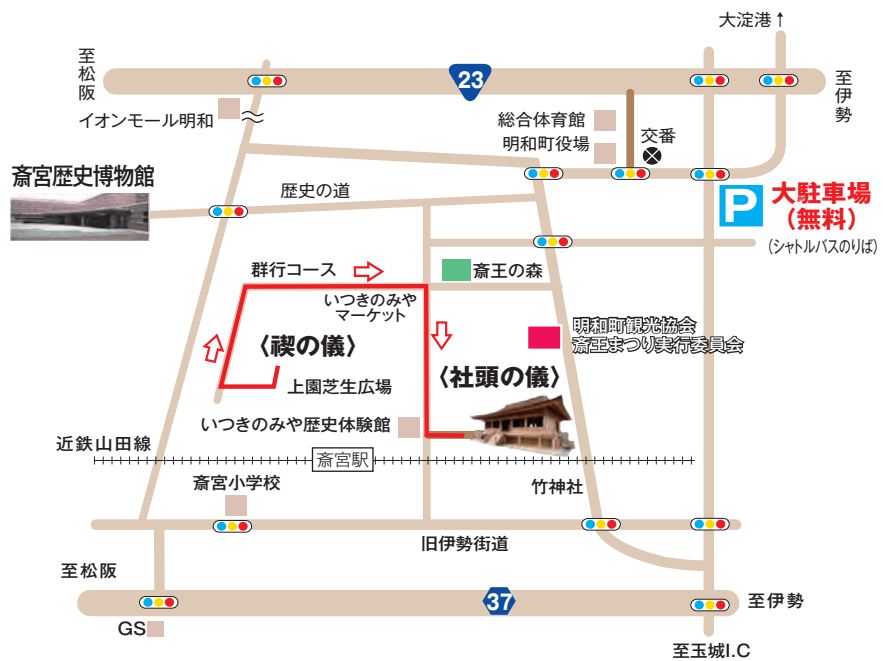 大淀港↑
至松阪
23
至伊勢
イオンモール明和
総合体育館
明和町役場
交番
斎宮歴史博物館
歴史の道
P
大駐車場
（無料）
（シャトルバスのりば）
群行コース
斎王の森
いつきのみや
マーケット
明和町観光協会
斎王まつり実行委員会
〈禊の儀〉
〈社頭の儀〉
上園芝生広場
いつきのみや歴史体験館
近鉄山田線
斎宮駅
斎宮小学校
竹神社
旧伊勢街道
至松阪
37
至伊勢
GS
至玉城I.C